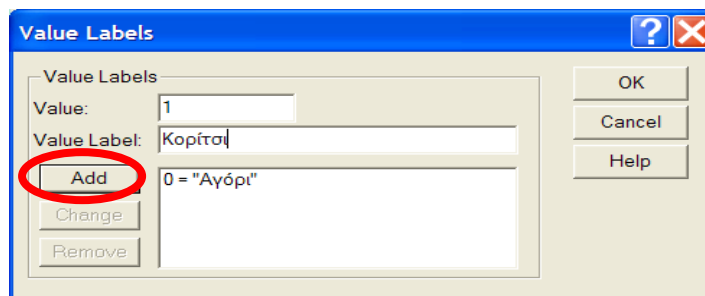 Value Labels
Value Labels
Value: 1
Value Label: Κορίτσι
Add
0 = "Αγόρι"
Change
Remove
OK
Cancel
Help